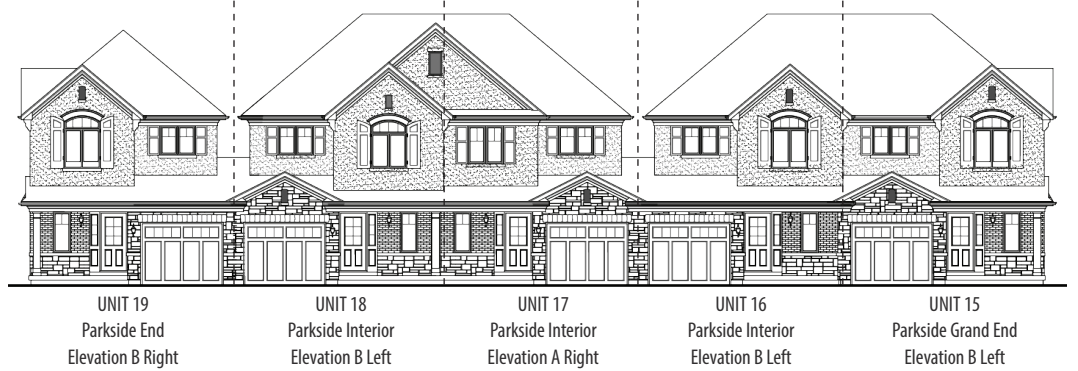 UNIT 19
Parkside End
Elevation B Right
UNIT 18
Parkside Interior
Elevation B Left
UNIT 17
Parkside Interior
Elevation A Right
UNIT 16
Parkside Interior
Elevation B Left
UNIT 15
Parkside Grand End
Elevation B Left